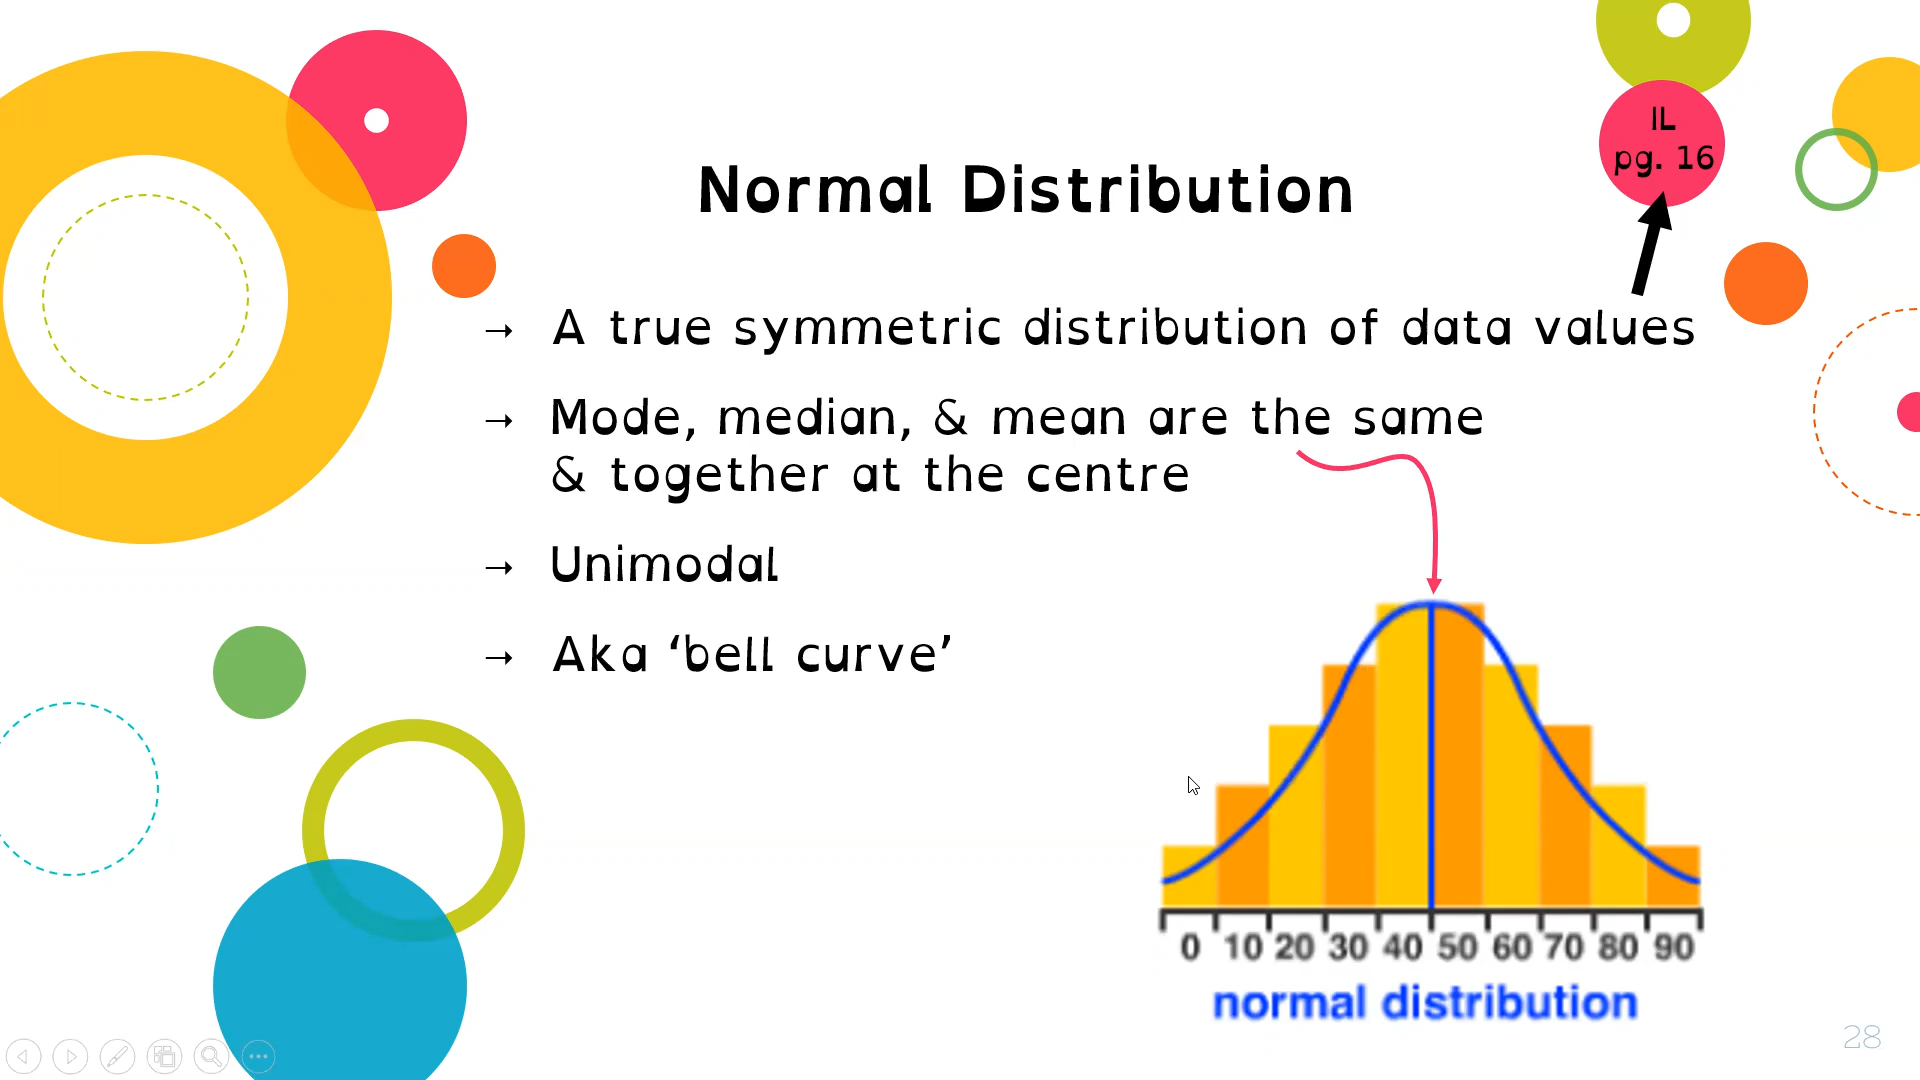 IL
pg. 16
Normal Distribution
→ A true symmetric distribution of data values
→ Mode, median, & mean are the same
& together at the centre
→ Unimodal
→ Aka ‘bell curve’
0 10 20 30 40 50 60 70 80 90
normal distribution
28